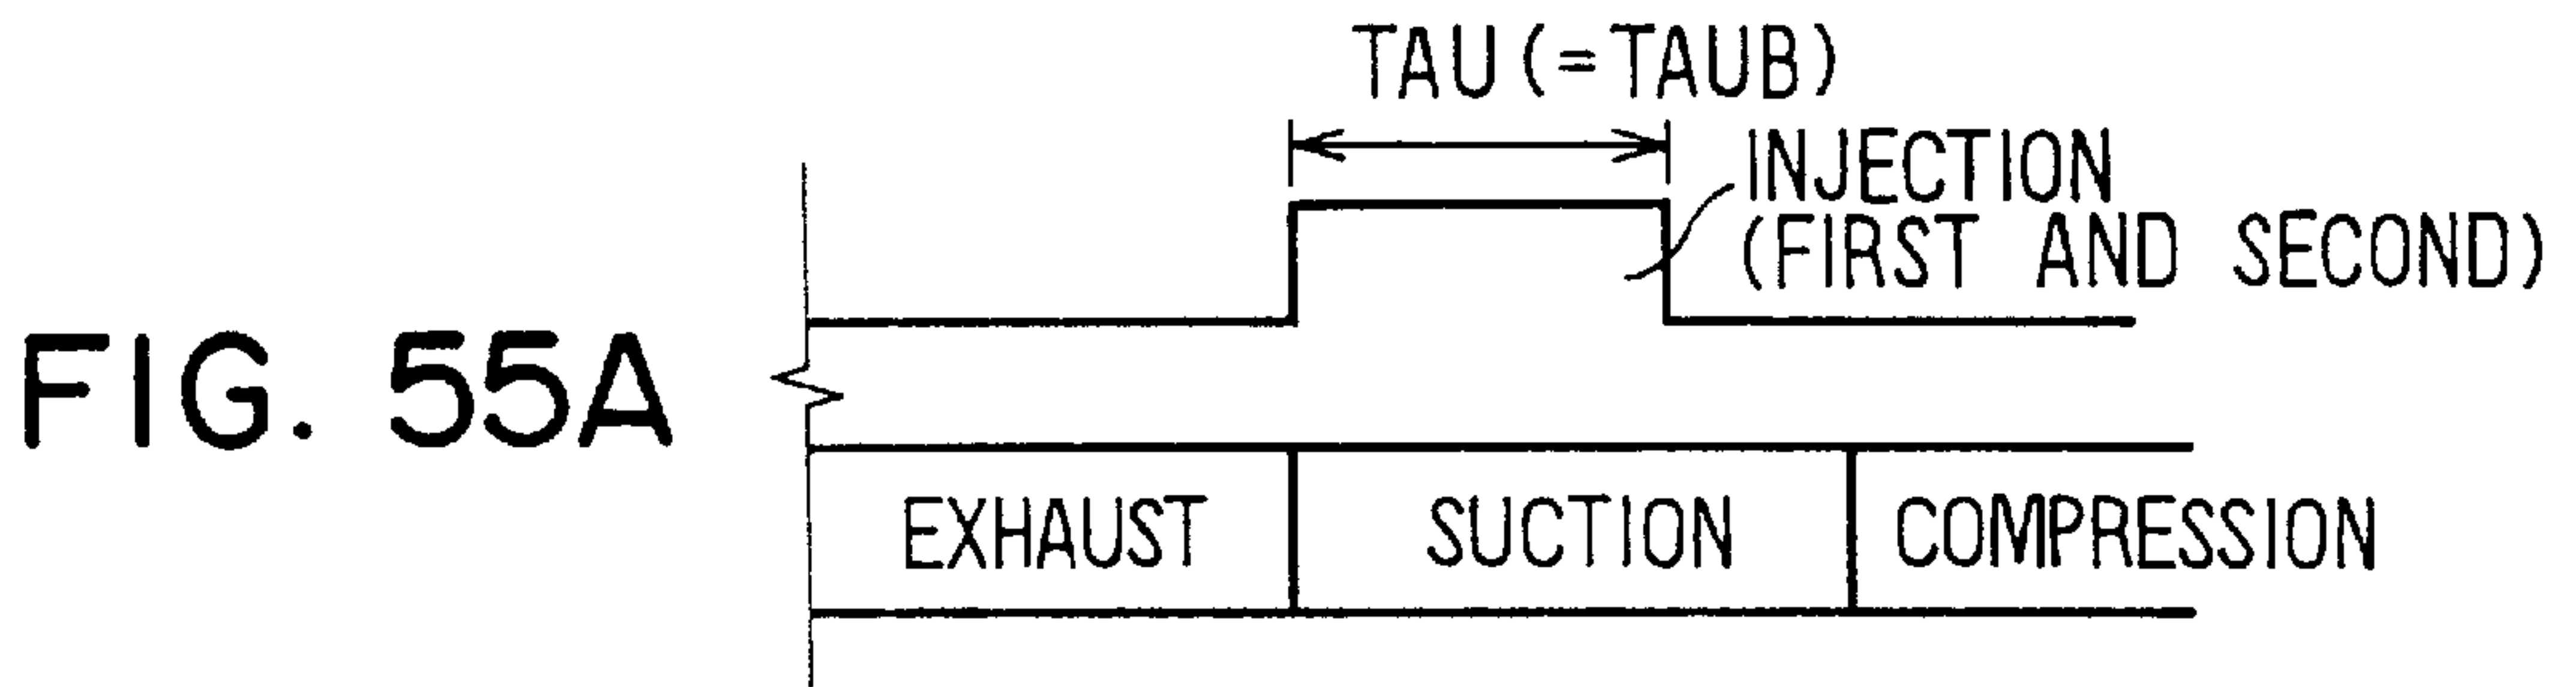 TAU (=TAUB)
INJECTION
(FIRST AND SECOND)
FIG. 55A
EXHAUST SUCTION COMPRESSION